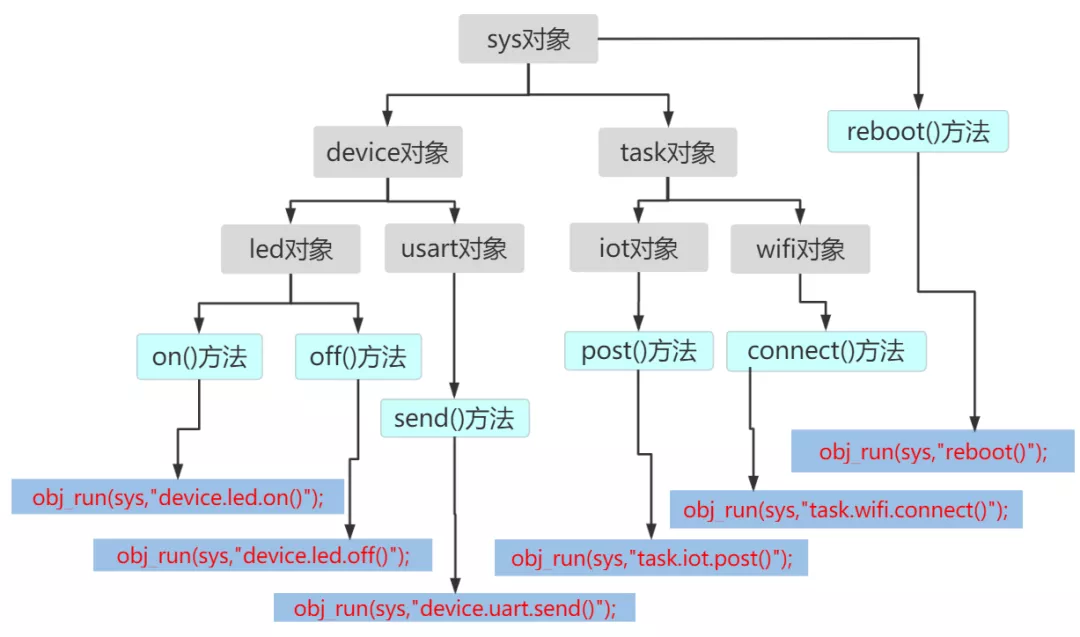 sys对象
device对象
task对象
reboot()方法
led对象
usart对象
iot对象
wifi对象
on()方法
off()方法
post()方法
connect()方法
send()方法
obj_run(sys,"reboot()");
obj_run(sys,"device.led.on()");
obj_run(sys,"task.wifi.connect()");
obj_run(sys,"device.led.off()");
obj_run(sys,"task.iot.post()");
obj_run(sys,"device.uart.send()");